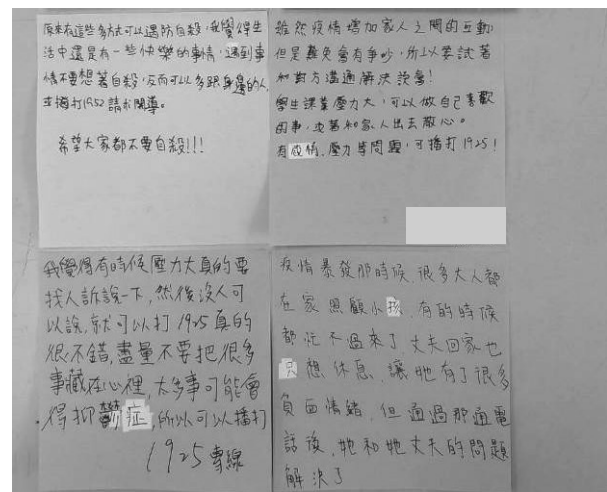 原來有這些多方式可以遇防自殺，我覺得生
活中還是有一些快樂的事情，遇到事
情不要想著自殺，反而可以多跟身邊的人
或播打1952請求開導。
希望大家都不要自殺!!!
雖然疫情增加家人之間的互動
但是難免會有爭吵，所以要試著
和對方溝通解決誤會!
學生課業壓力大，可以做自己喜歡
的事，或著和家人出去散心。
有疫情、壓力等問題，可播打1925!
我覺得有時候壓力大真的要
找人訴說一下，然後沒人可
以說，就可以打1925真的
很不錯，盡量不要把很多
事藏在心裡，太多事可能會
得抑鬱症，所以可以播打
1925專線
疫情暴發那時候，很多大人都
在家照顧小孩，有的時候
都忙不過來了丈夫回家也
只想休息，讓她有了很多
負面情緒，但通過那通電
話後，她和她丈夫的問題
解決了